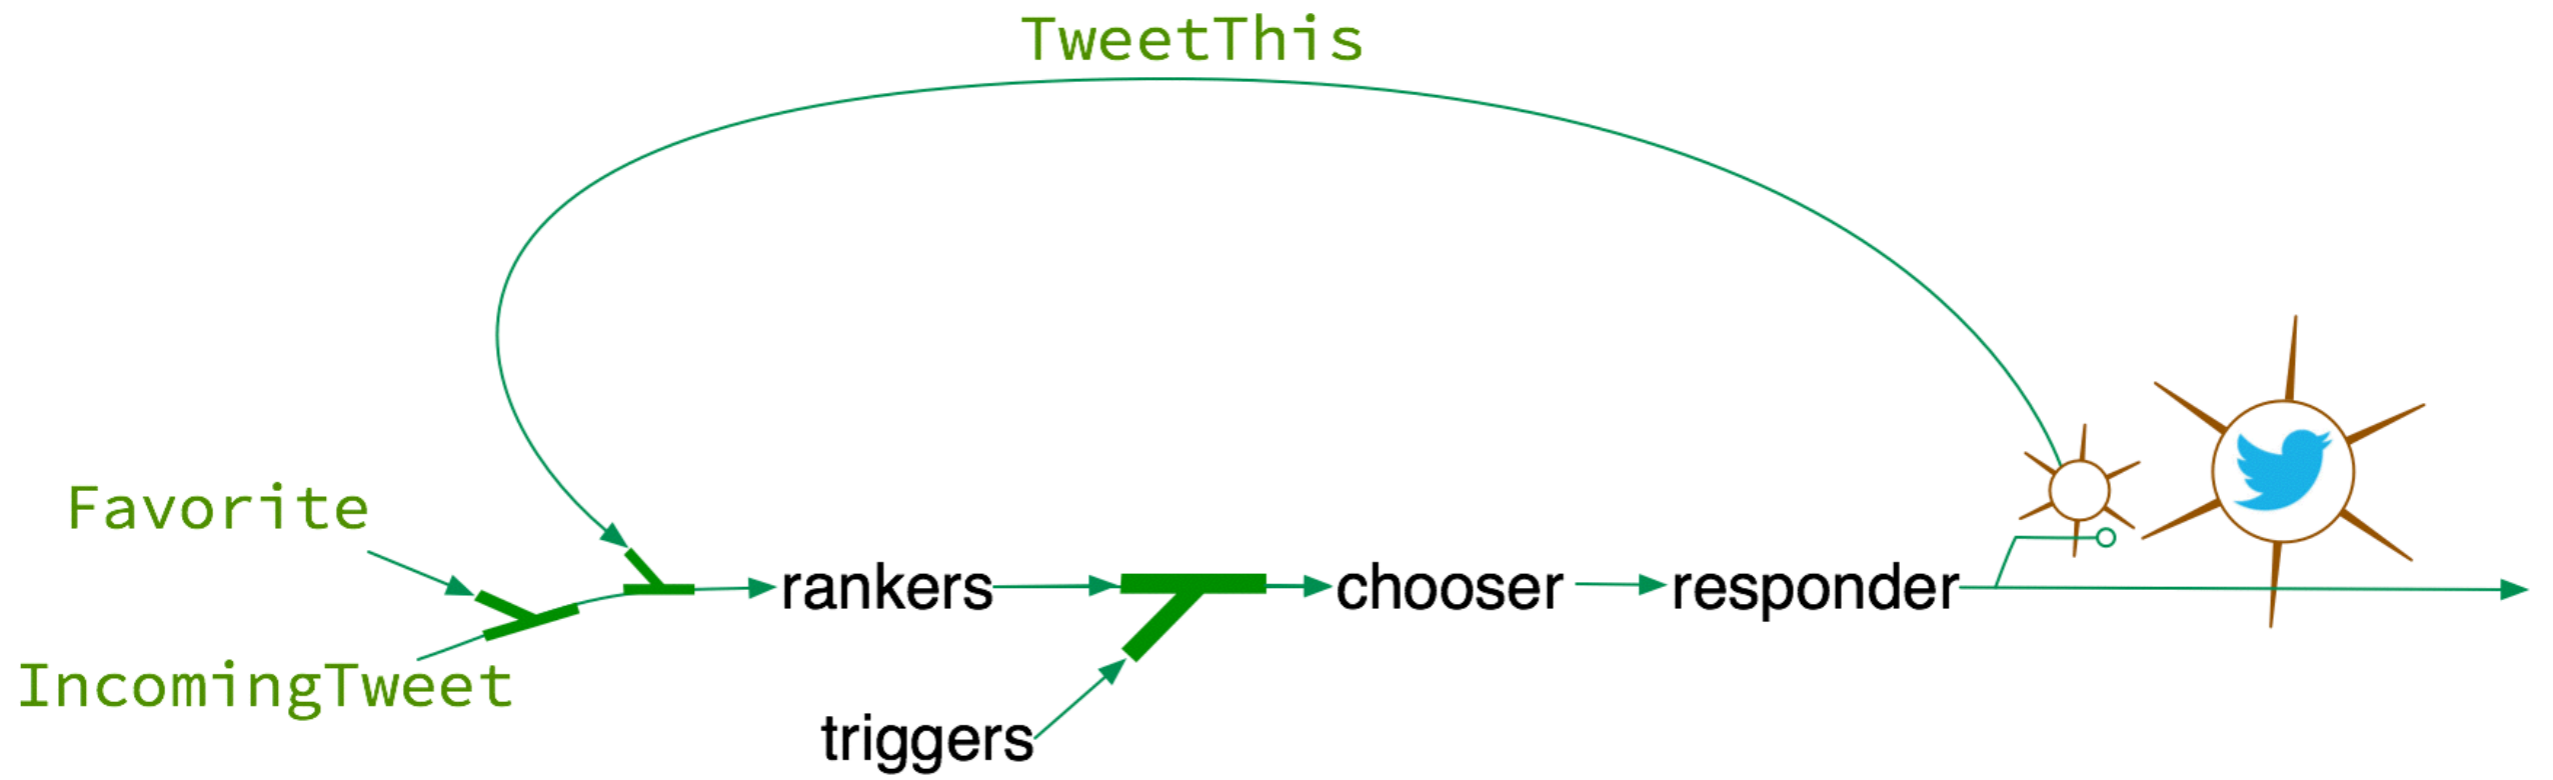 TweetThis
Favorite
IncomingTweet
rankers
chooser
responder
triggers